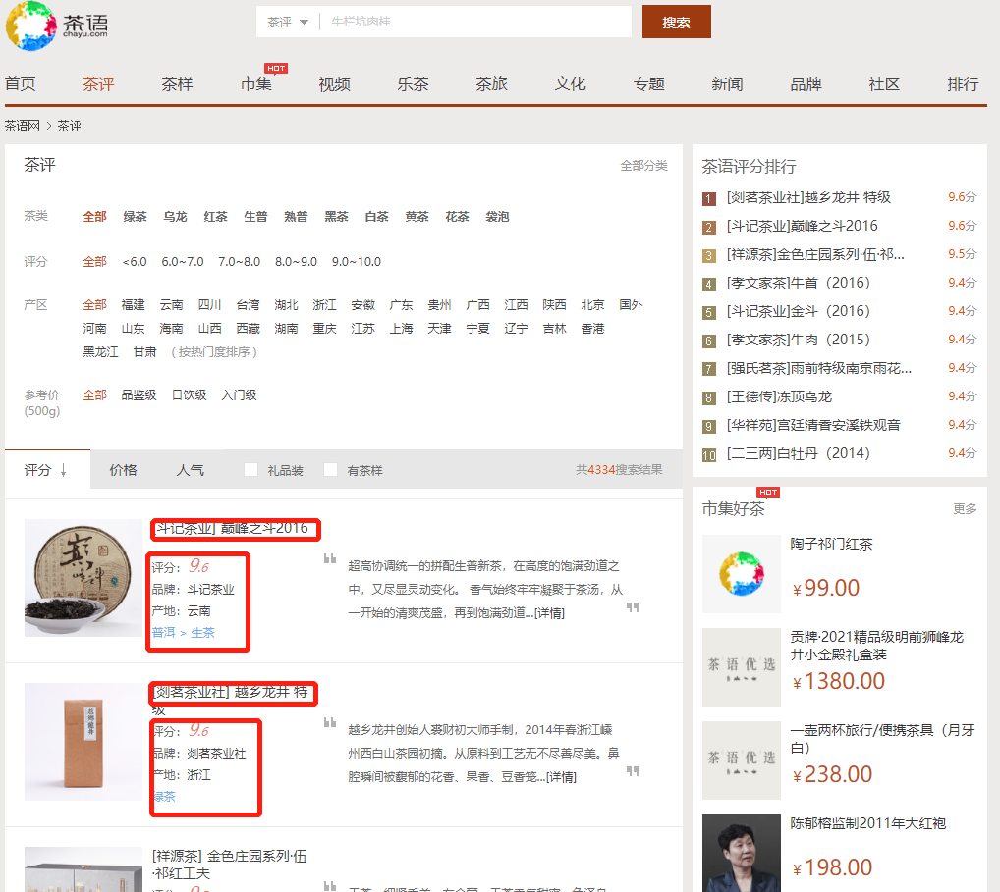 茶语
chayu.com
茶评
牛栏坑肉桂
搜索
HOT
首页 茶评 茶样 市集 视频 乐茶 茶旅 文化 专题 新闻 品牌 社区 排行
茶语网 > 茶评
茶评
全部分类
茶类 全部 绿茶 乌龙 红茶 生普 熟普 黑茶 白茶 黄茶 花茶 袋泡
评分 全部 <6.0 6.0~7.0 7.0~8.0 8.0~9.0 9.0~10.0
产区 全部 福建 云南 四川 台湾 湖北 浙江 安徽 广东 贵州 广西 江西 陕西 北京 国外
河南 山东 海南 山西 西藏 湖南 重庆 江苏 上海 天津 宁夏 辽宁 吉林 香港
黑龙江 甘肃 （按热门度排序）
参考价 全部 品鉴级 日饮级 入门级
(500g)
评分 ↓ 价格 人气 礼品装 有茶样 共4334搜索结果
[斗记茶业] 巅峰之斗2016
评分： 9.6
品牌： 斗记茶业
产地： 云南
普洱 > 生茶
超高协调统一的拼配生普新茶，在高度的饱满劲道之
中，又尽显灵动变化。 香气始终牢牢凝聚于茶汤，从
一开始的清爽茂盛，再到饱满劲道...[详情]
[剡茗茶业社] 越乡龙井 特
级
评分： 9.6
品牌： 剡茗茶业社
产地： 浙江
绿茶
越乡龙井创始人裘财初大师手制，2014年春浙江嵊
州西白山茶园初摘。从原料到工艺无不尽善尽美。鼻
腔瞬间被馥郁的花香、果香、豆香笼...[详情]
[祥源茶] 金色庄园系列·伍
·祁红工夫
茶语评分排行
1 [剡茗茶业社]越乡龙井 特级 9.6分
2 [斗记茶业]巅峰之斗2016 9.6分
3 [祥源茶]金色庄园系列·伍·祁... 9.5分
4 [孝文家茶]牛首（2016） 9.4分
5 [斗记茶业]金斗（2016） 9.4分
6 [孝文家茶]牛肉（2015） 9.4分
7 [强氏茗茶]雨前特级南京雨花... 9.4分
8 [王德传]冻顶乌龙 9.4分
9 [华祥苑]宫廷清香安溪铁观音 9.4分
10 [二三两]白牡丹（2014） 9.4分
HOT
市集好茶 更多
陶子祁门红茶
¥99.00
茶语优选
贡牌·2021精品级明前狮峰龙
井小金殿礼盒装
¥1380.00
茶语优选
一壶两杯旅行/便携茶具（月牙
白）
¥238.00
陈郁榕监制2011年大红袍
¥198.00